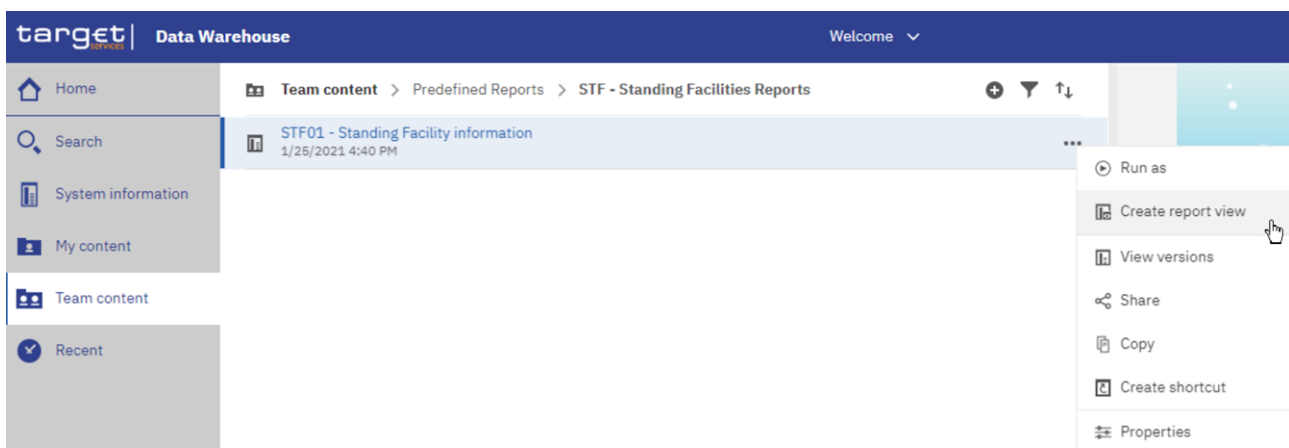 target services Data Warehouse Welcome
Home
Team content > Predefined Reports > STF - Standing Facilities Reports
Search
STF01 - Standing Facility information
1/25/2021 4:40 PM
System information
My content
Team content
Recent
Run as
Create report view
View versions
Share
Copy
Create shortcut
Properties